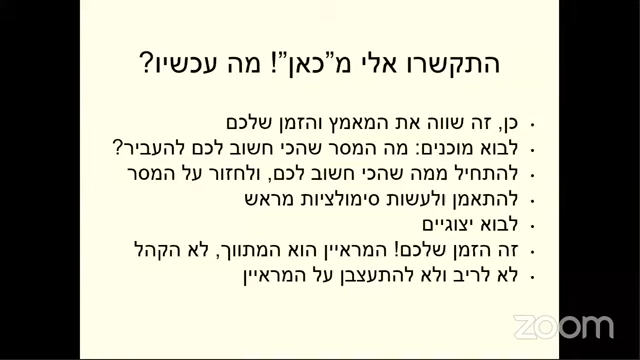 התקשרו אלי מ"כאן"! מה עכשיו?
• כן, זה שווה את המאמץ והזמן שלכם
• לבוא מוכנים: מה המסר שהכי חשוב לכם להעביר?
• להתחיל ממה שהכי חשוב לכם, ולחזור על המסר
• להתאמן ולעשות סימולציות מראש
• לבוא יצוגיים
• זה הזמן שלכם! המראיין הוא המתווך, לא הקהל
• לא לריב ולא להתעצבן על המראיין
zoom